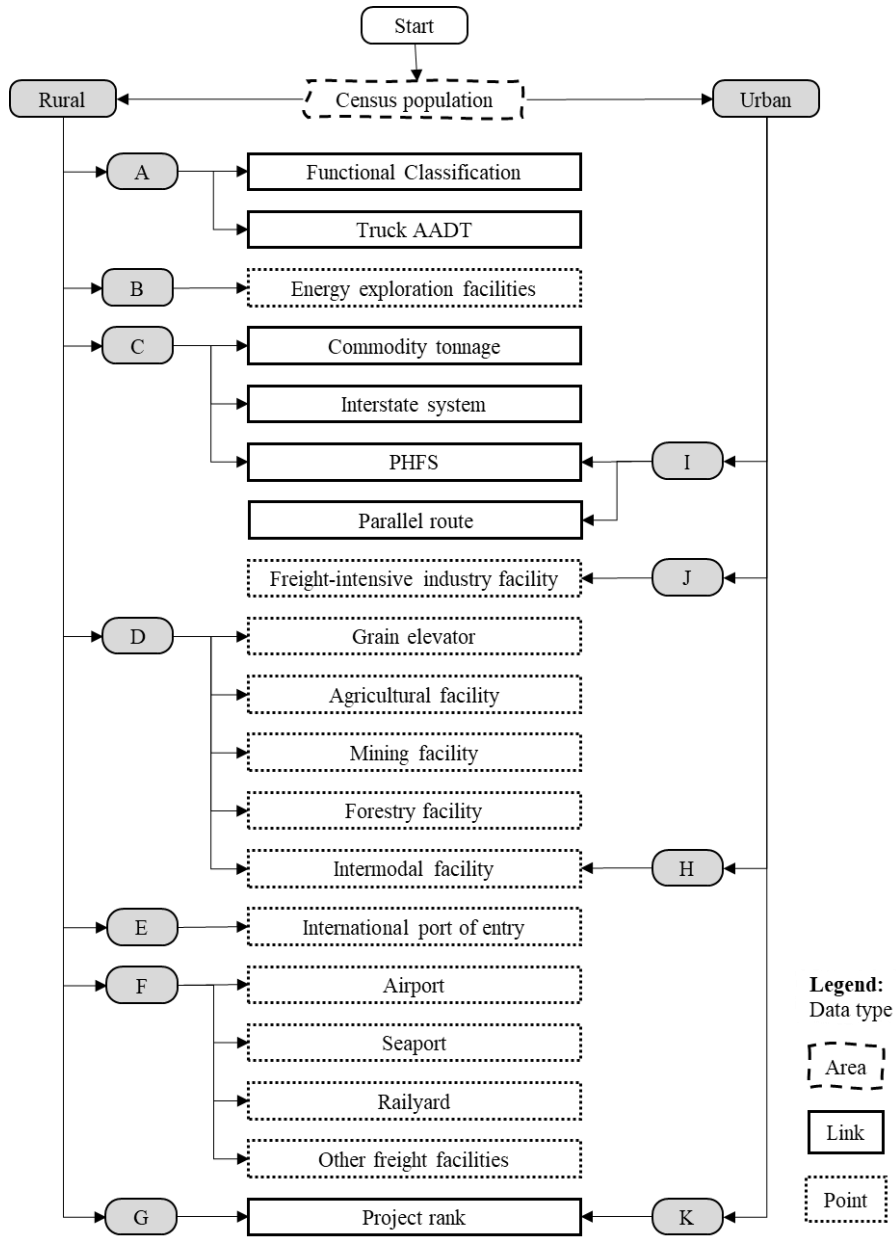 Start
Rural
Census population
Urban
A
Functional Classification
Truck AADT
B
Energy exploration facilities
C
Commodity tonnage
Interstate system
PHFS
I
Parallel route
Freight-intensive industry facility
J
D
Grain elevator
Agricultural facility
Mining facility
Forestry facility
Intermodal facility
H
E
International port of entry
F
Airport
Seaport
Railyard
Other freight facilities
G
Project rank
K
Legend:
Data type
Area
Link
Point